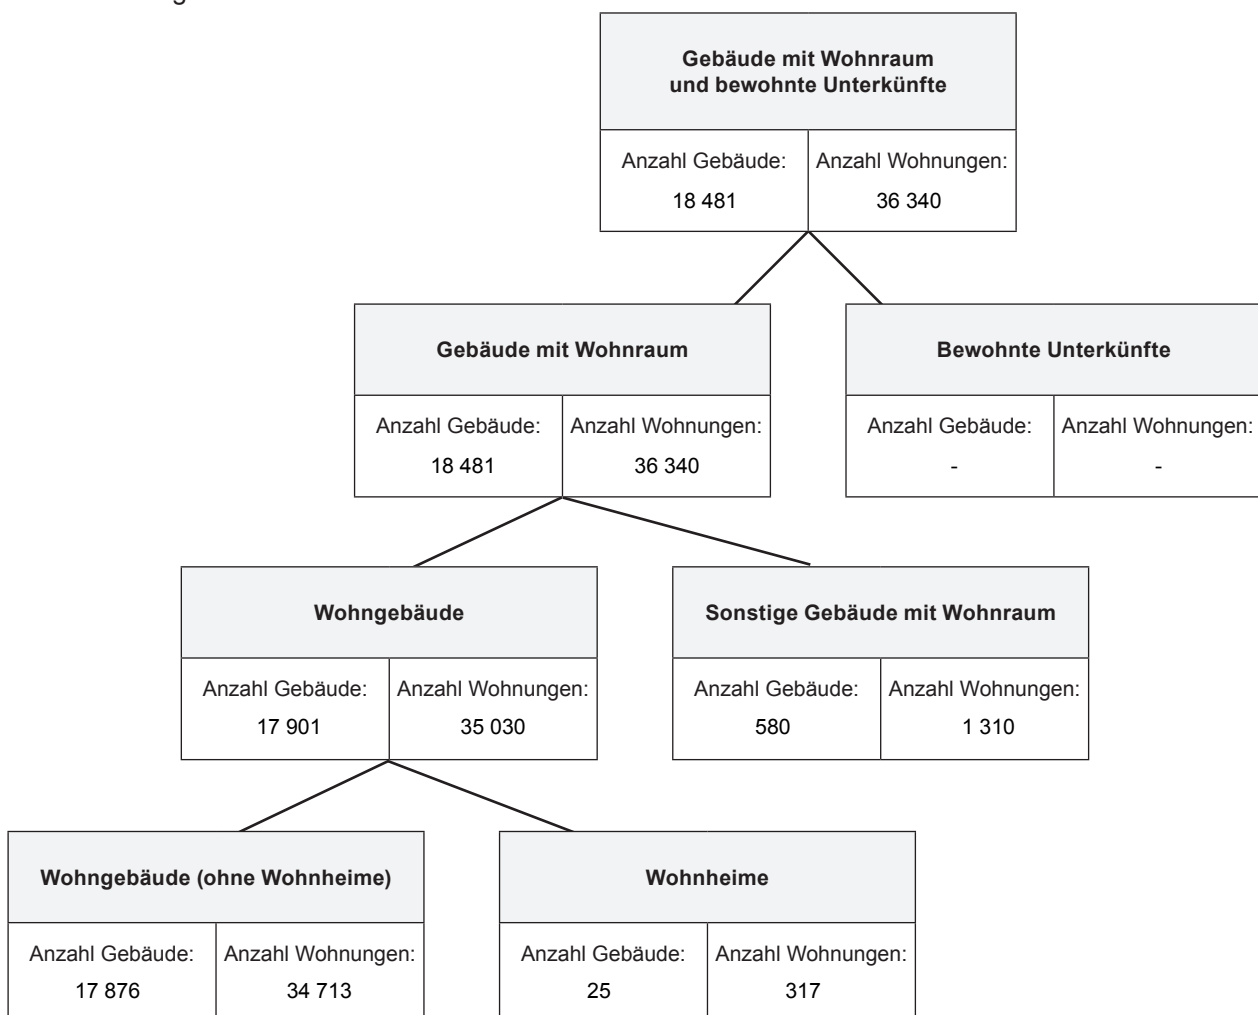 Gebäude mit Wohnraum
und bewohnte Unterkünfte
Anzahl Gebäude: Anzahl Wohnungen:
18 481 36 340
Gebäude mit Wohnraum
Anzahl Gebäude: Anzahl Wohnungen:
18 481 36 340
Bewohnte Unterkünfte
Anzahl Gebäude: Anzahl Wohnungen:
- -
Wohngebäude
Anzahl Gebäude: Anzahl Wohnungen:
17 901 35 030
Sonstige Gebäude mit Wohnraum
Anzahl Gebäude: Anzahl Wohnungen:
580 1 310
Wohngebäude (ohne Wohnheime)
Anzahl Gebäude: Anzahl Wohnungen:
17 876 34 713
Wohnheime
Anzahl Gebäude: Anzahl Wohnungen:
25 317